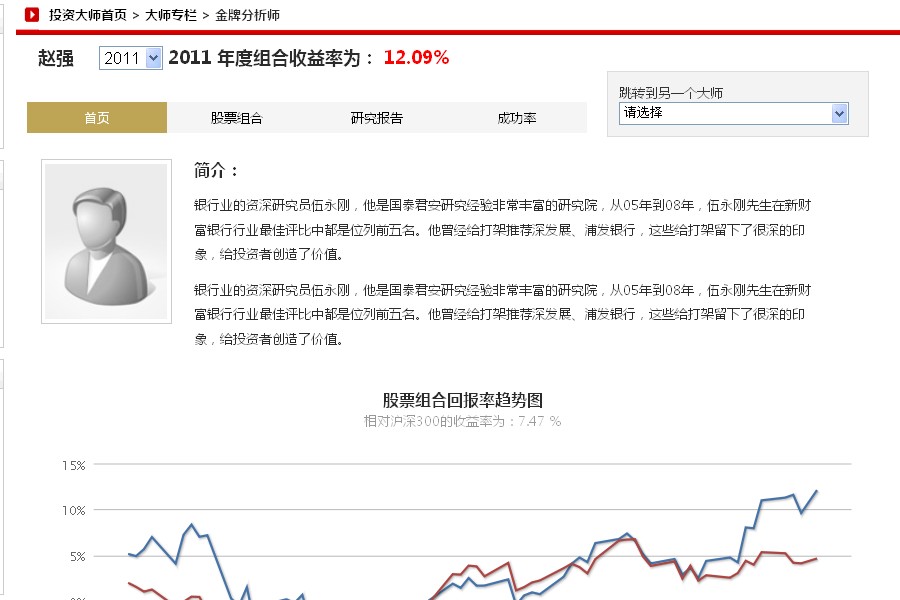 投资大师首页 > 大师专栏 > 金牌分析师
赵强 2011 2011 年度组合收益率为： 12.09%
跳转到另一个大师
请选择
首页 股票组合 研究报告 成功率
简介：
银行业的资深研究员伍永刚，他是国泰君安研究经验非常丰富的研究院，从05年到08年，伍永刚先生在新财
富银行行业最佳评比中都是位列前五名。他曾经给打架推荐深发展、浦发银行，这些给打架留下了很深的印
象，给投资者创造了价值。
银行业的资深研究员伍永刚，他是国泰君安研究经验非常丰富的研究院，从05年到08年，伍永刚先生在新财
富银行行业最佳评比中都是位列前五名。他曾经给打架推荐深发展、浦发银行，这些给打架留下了很深的印
象，给投资者创造了价值。
股票组合回报率趋势图
相对沪深300的收益率为：7.47 %
15%
10%
5%